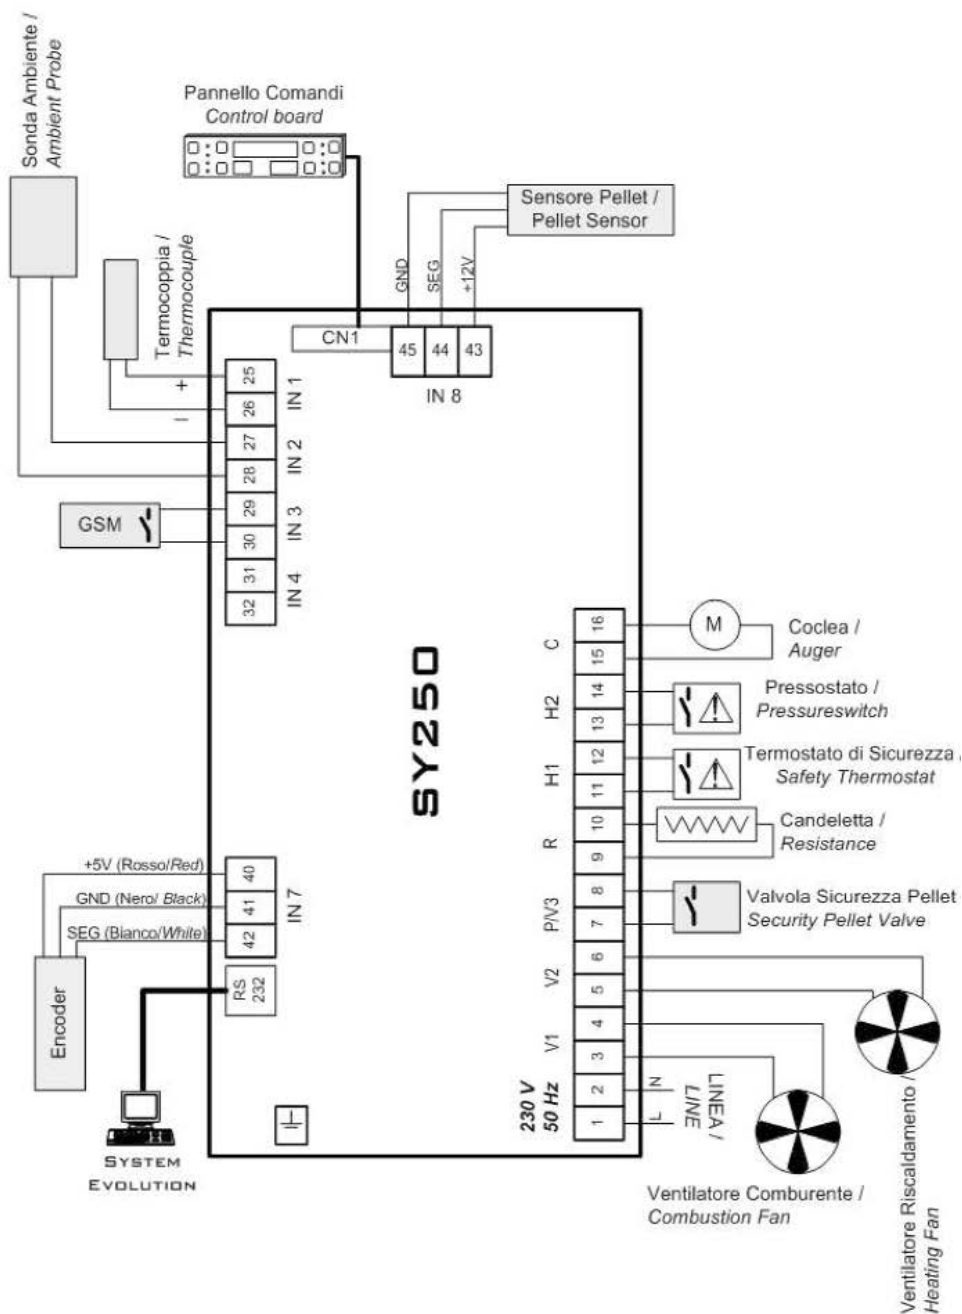 Sonda Ambiente /
Ambient Probe
Pannello Comandi
Control board
Sensore Pellet /
Pellet Sensor
Termocoppia /
Thermocouple
GND
SEG
+12V
CN1
45
44
43
IN 8
+
–
25
26
27
28
29
30
31
32
IN 1
IN 2
IN 3
IN 4
GSM
SY250
16
15
14
13
12
11
10
9
8
7
6
5
4
3
2
1
C
H2
H1
R
P/V3
V2
V1
230 V
50 Hz
M
Coclea /
Auger
Pressostato /
Pressureswitch
Termostato di Sicurezza /
Safety Thermostat
Candeletta /
Resistance
Valvola Sicurezza Pellet
Security Pellet Valve
N
L
LINEA /
LINE
Ventilatore Comburente /
Combustion Fan
Ventilatore Riscaldamento /
Heating Fan
+5V (Rosso/Red)
GND (Nero/ Black)
SEG (Bianco/White)
40
41
42
IN 7
RS
232
Encoder
SYSTEM
EVOLUTION